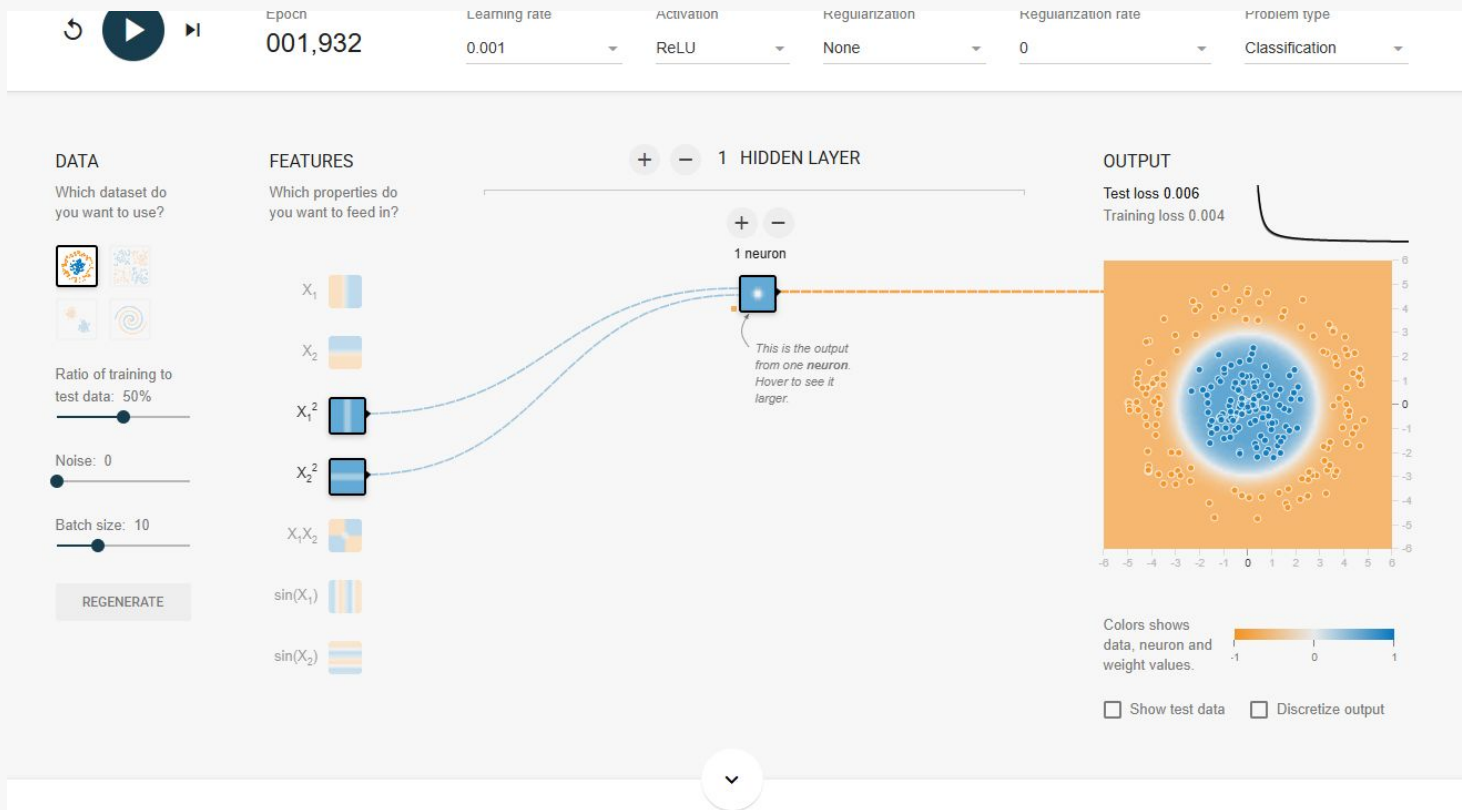 Epoch
Learning rate
Activation
Regularization
Regularization rate
Problem type
001,932
0.001
ReLU
None
0
Classification
DATA
Which dataset do
you want to use?
Ratio of training to
test data: 50%
Noise: 0
Batch size: 10
REGENERATE
FEATURES
Which properties do
you want to feed in?
X₁
X₂
X₁²
X₂²
X₁X₂
sin(X₁)
sin(X₂)
+ − 1 HIDDEN LAYER
+ −
1 neuron
This is the output
from one neuron.
Hover to see it
larger.
OUTPUT
Test loss 0.006
Training loss 0.004
6
5
4
3
2
1
0
-1
-2
-3
-4
-5
-6
-6 -5 -4 -3 -2 -1 0 1 2 3 4 5 6
Colors shows
data, neuron and
weight values.
-1 0 1
Show test data
Discretize output